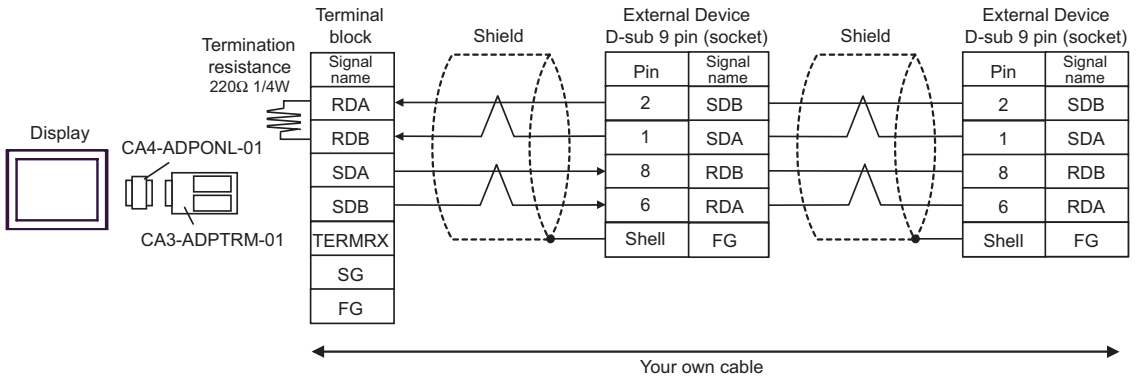 Terminal block
External Device
D-sub 9 pin (socket)
External Device
D-sub 9 pin (socket)
Shield
Shield
Termination
resistance
220Ω 1/4W
Signal name
Pin
Signal name
Pin
Signal name
RDA
2
SDB
2
SDB
RDB
1
SDA
1
SDA
Display
CA4-ADPONL-01
SDA
8
RDB
8
RDB
SDB
6
RDA
6
RDA
CA3-ADPTRM-01
TERMRX
Shell
FG
Shell
FG
SG
FG
Your own cable